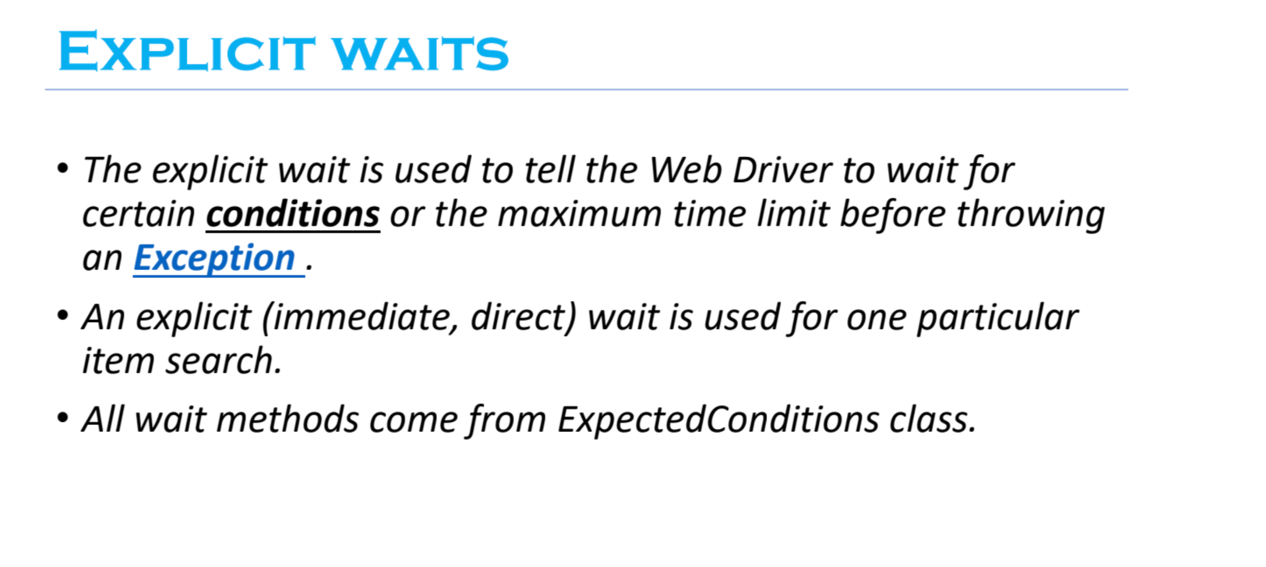 EXPLICIT WAITS
• The explicit wait is used to tell the Web Driver to wait for
certain conditions or the maximum time limit before throwing
an Exception .
• An explicit (immediate, direct) wait is used for one particular
item search.
• All wait methods come from ExpectedConditions class.